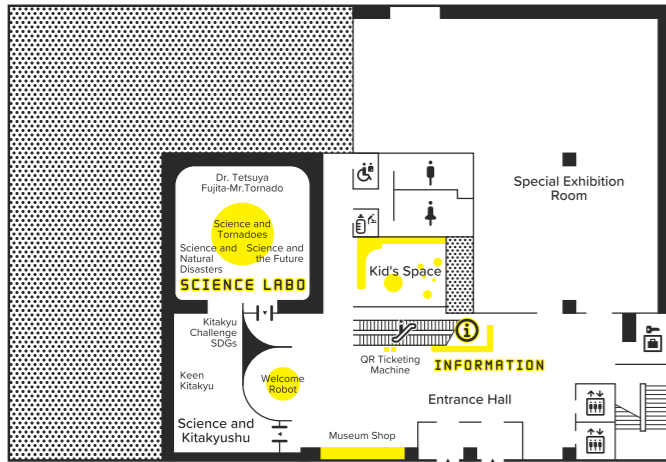 Dr. Tetsuya
Fujita-Mr.Tornado
Science and
Tornadoes
Science and
Natural
Disasters
Science and
the Future
SCIENCE LABO
Special Exhibition
Room
Kid's Space
Kitakyu
Challenge
SDGs
Keen
Kitakyu
Welcome
Robot
Science and
Kitakyushu
QR Ticketing
Machine
i
INFORMATION
Entrance Hall
Museum Shop